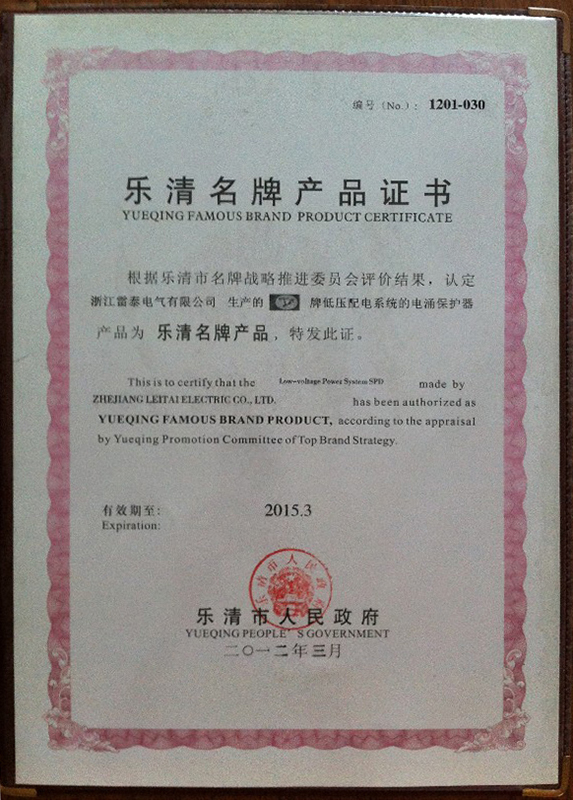 编号（No.）: 1201-030
乐清名牌产品证书
YUEQING FAMOUS BRAND PRODUCT CERTIFICATE
根据乐清市名牌战略推进委员会评价结果，认定
浙江雷泰电气有限公司 生产的 牌低压配电系统的电涌保护器
产品为 乐清名牌产品，特发此证。
This is to certify that the Low-voltage Power System SPD made by
ZHEJIANG LEITAI ELECTRIC CO., LTD. has been authorized as
YUEQING FAMOUS BRAND PRODUCT, according to the appraisal
by Yueqing Promotion Committee of Top Brand Strategy.
有效期至: 2015.3
Expiration:
乐清市人民政府
乐清市人民政府
YUEQING PEOPLE'S GOVERNMENT
二〇一二年三月